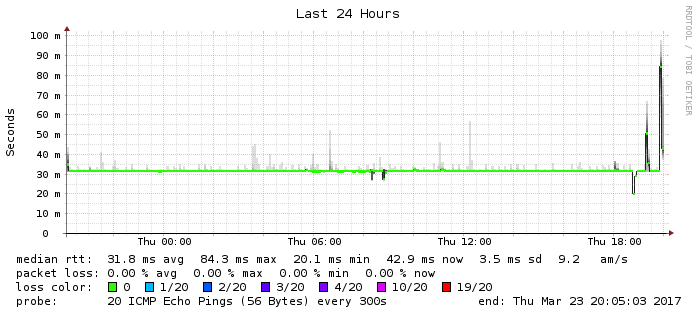 Last 24 Hours
RRDTOOL / TOBI OETIKER
Seconds
100 m
90 m
80 m
70 m
60 m
50 m
40 m
30 m
20 m
10 m
0
Thu 00:00 Thu 06:00 Thu 12:00 Thu 18:00
median rtt: 31.8 ms avg 84.3 ms max 20.1 ms min 42.9 ms now 3.5 ms sd 9.2 am/s
packet loss: 0.00 % avg 0.00 % max 0.00 % min 0.00 % now
loss color: 0 1/20 2/20 3/20 4/20 10/20 19/20
probe: 20 ICMP Echo Pings (56 Bytes) every 300s end: Thu Mar 23 20:05:03 2017